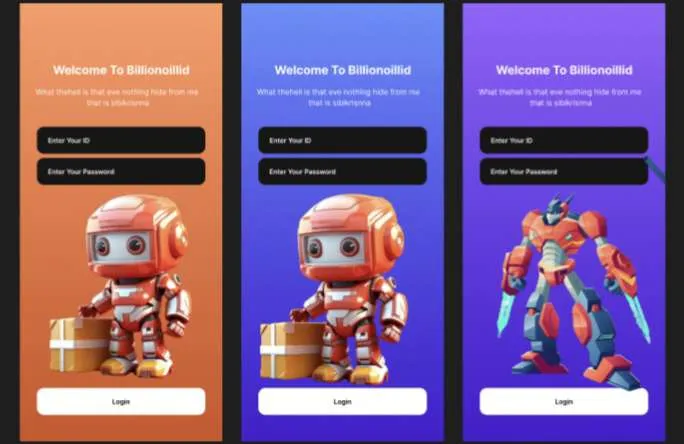 Welcome To Billionoillid
What thehell is that eve nothing hide from me
that is sibikrisnna
Enter Your ID
Enter Your Password
Login
Welcome To Billionoillid
What thehell is that eve nothing hide from me
that is sibikrisnna
Enter Your ID
Enter Your Password
Login
Welcome To Billionoillid
What thehell is that eve nothing hide from me
that is sibikrisnna
Enter Your ID
Enter Your Password
Login